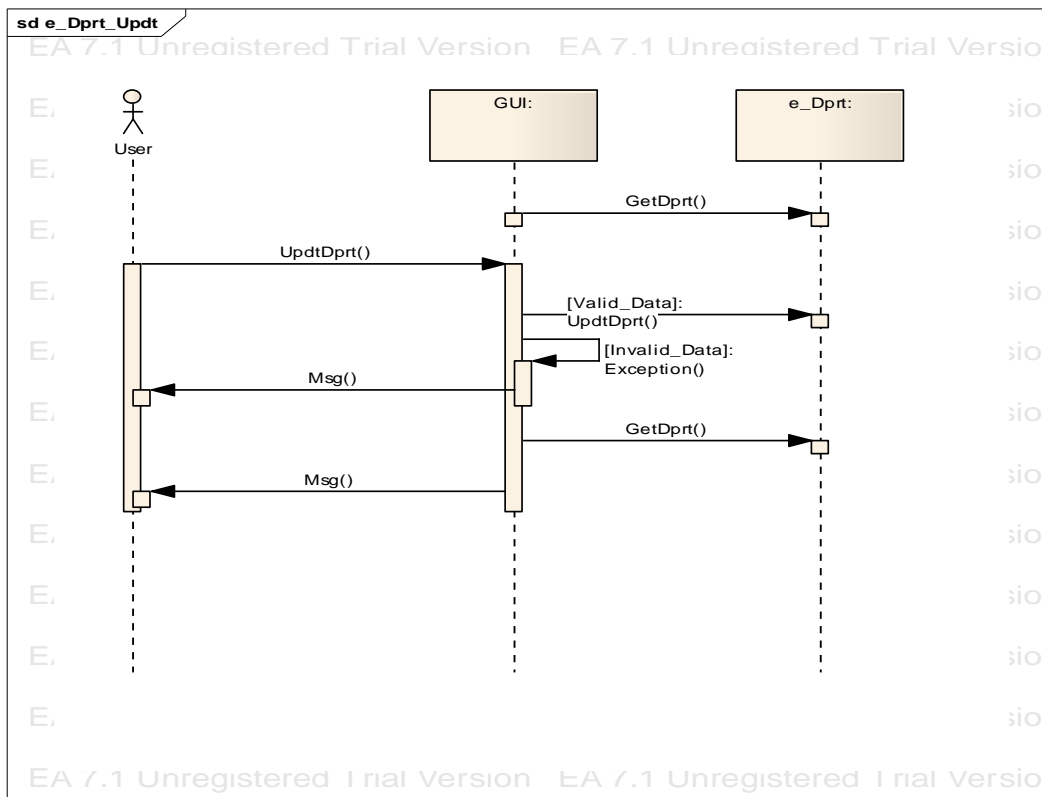 sd e_Dprt_Updt
EA 7.1 Unregistered Trial Version EA 7.1 Unregistered Trial Versio
User
GUI:
e_Dprt:
GetDprt()
UpdtDprt()
[Valid_Data]:
UpdtDprt()
[Invalid_Data]:
Exception()
Msg()
GetDprt()
Msg()
EA 7.1 Unregistered Trial Version EA 7.1 Unregistered Trial Versio